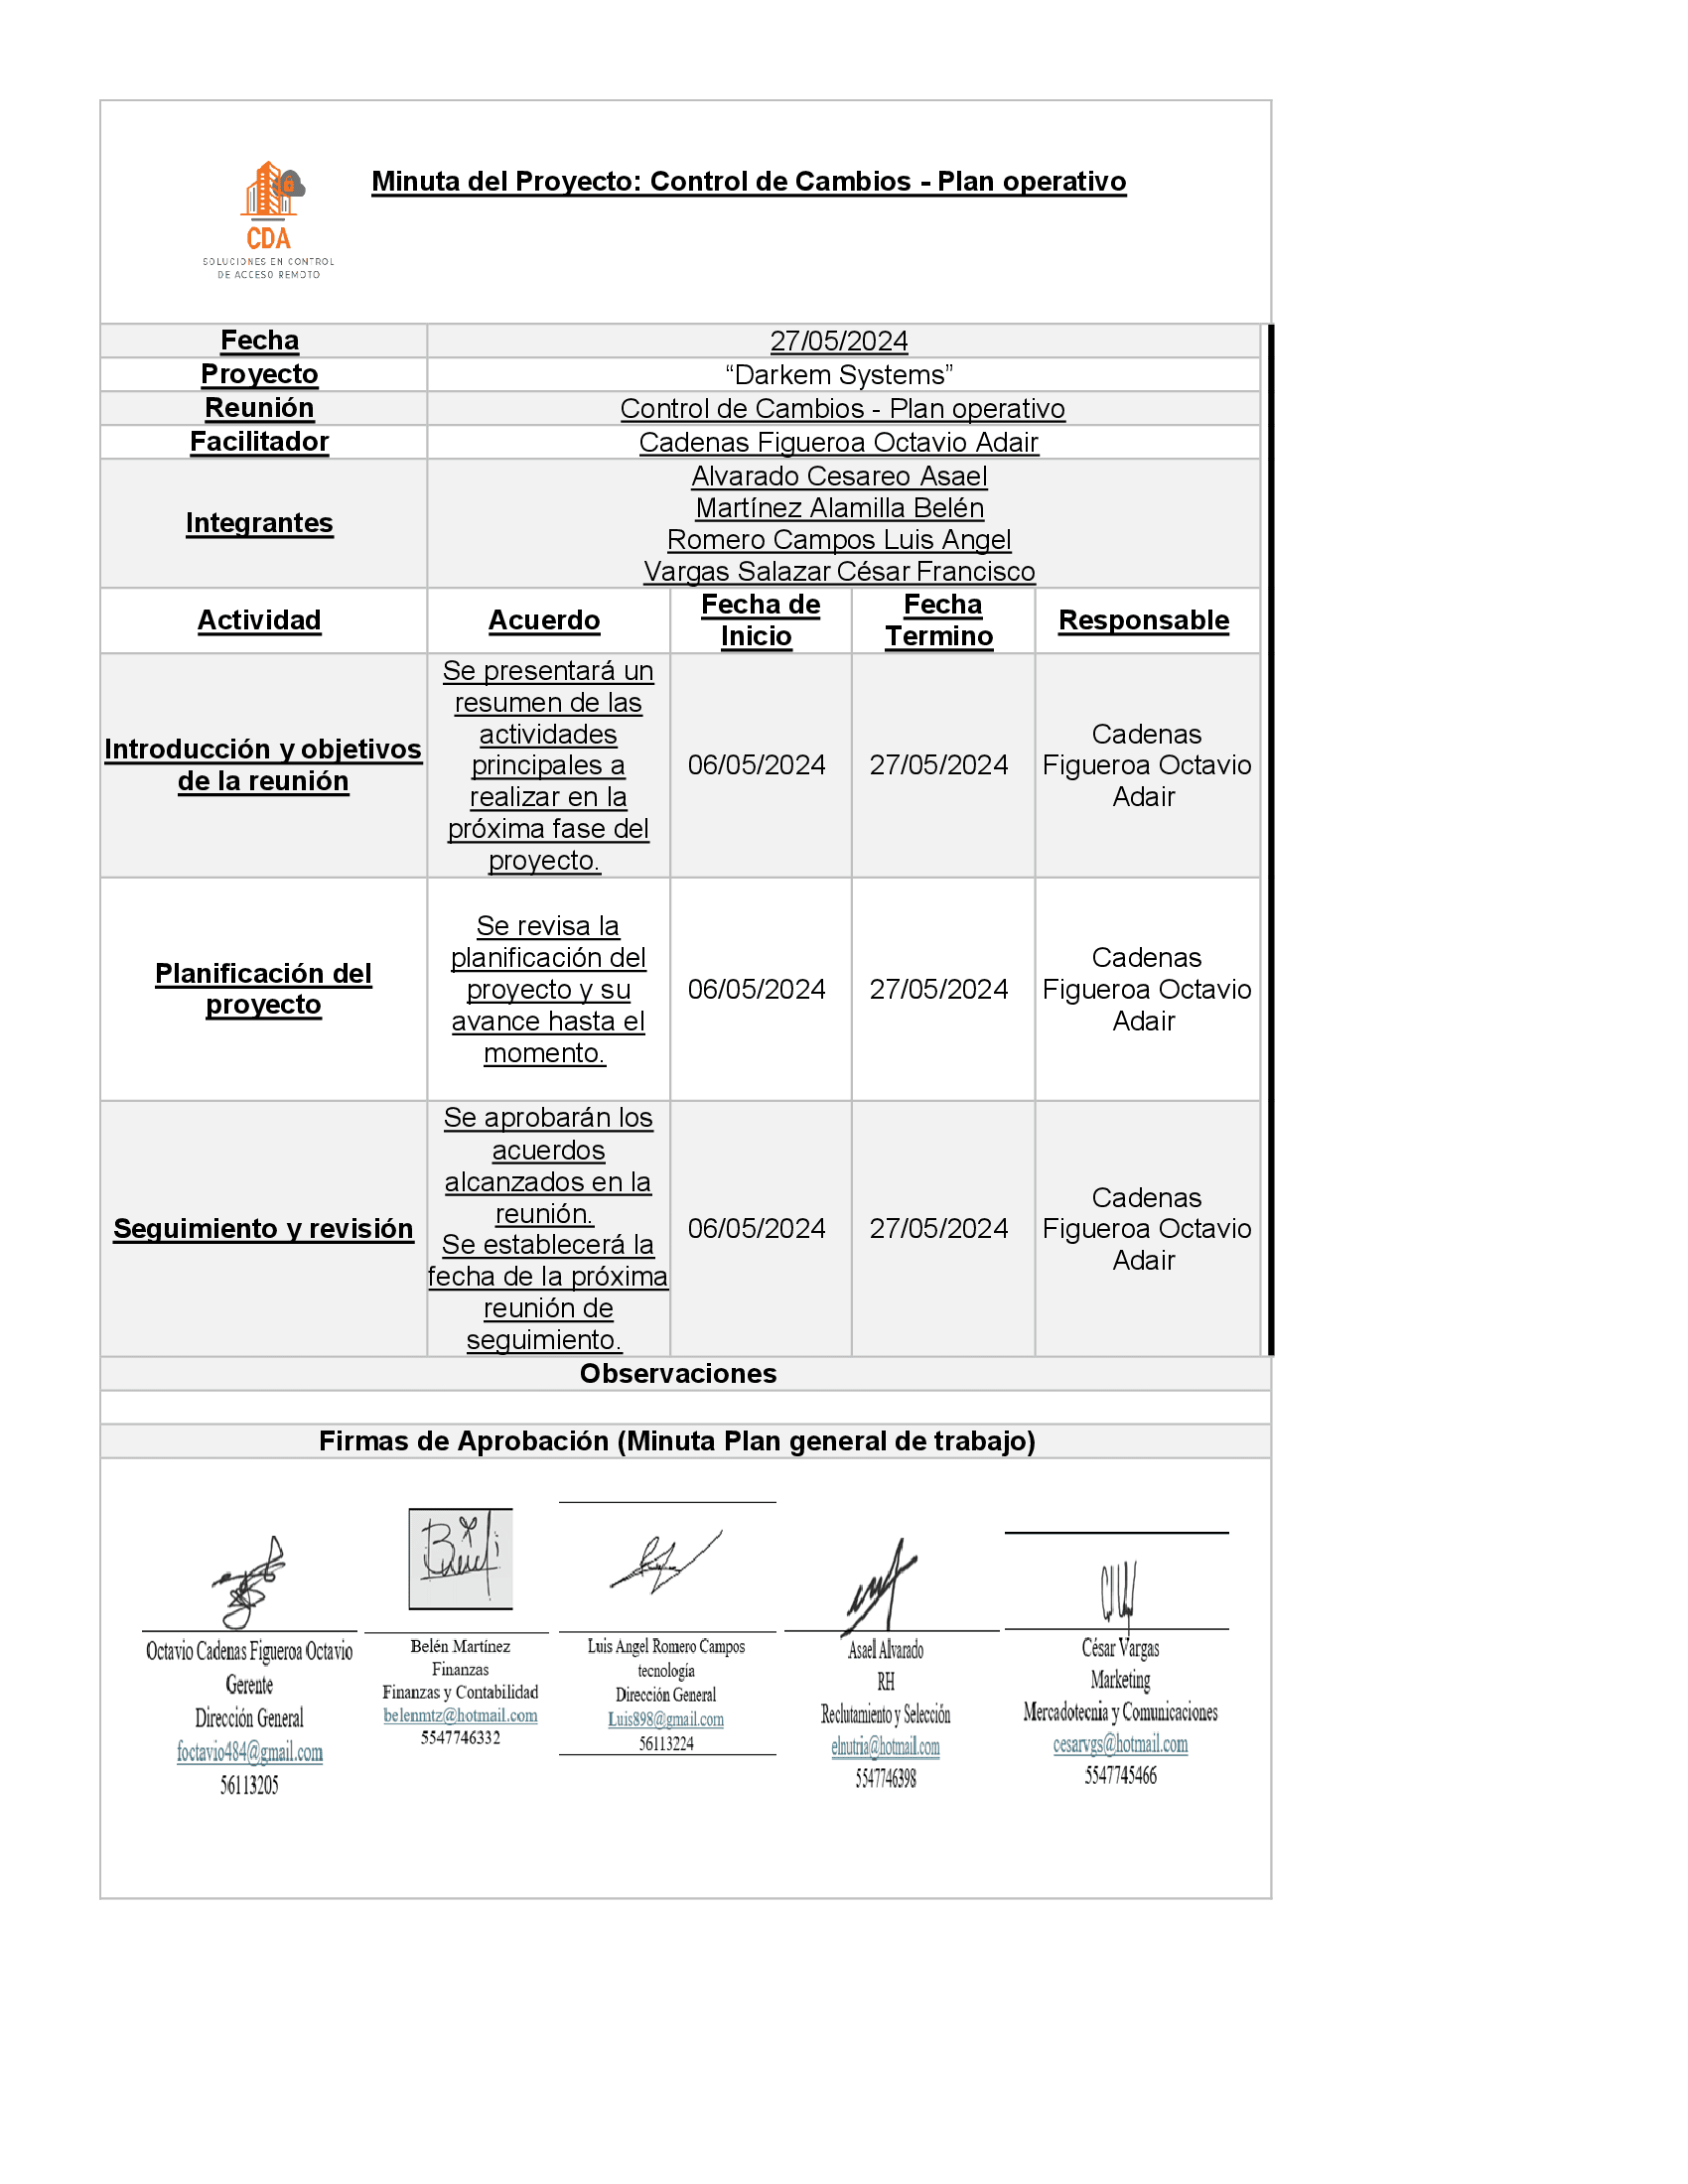 Minuta del Proyecto: Control de Cambios - Plan operativo
CDA
SOLUCIONES EN CONTROL
DE ACCESO REMOTO
Fecha
27/05/2024
Proyecto
“Darkem Systems”
Reunión
Control de Cambios - Plan operativo
Facilitador
Cadenas Figueroa Octavio Adair
Integrantes
Alvarado Cesareo Asael
Martínez Alamilla Belén
Romero Campos Luis Angel
Vargas Salazar César Francisco
Actividad
Acuerdo
Fecha de
Inicio
Fecha
Termino
Responsable
Introducción y objetivos
de la reunión
Se presentará un
resumen de las
actividades
principales a
realizar en la
próxima fase del
proyecto.
06/05/2024
27/05/2024
Cadenas
Figueroa Octavio
Adair
Planificación del
proyecto
Se revisa la
planificación del
proyecto y su
avance hasta el
momento.
06/05/2024
27/05/2024
Cadenas
Figueroa Octavio
Adair
Seguimiento y revisión
Se aprobarán los
acuerdos
alcanzados en la
reunión.
Se establecerá la
fecha de la próxima
reunión de
seguimiento.
06/05/2024
27/05/2024
Cadenas
Figueroa Octavio
Adair
Observaciones
Firmas de Aprobación (Minuta Plan general de trabajo)
Octavio Cadenas Figueroa Octavio
Gerente
Dirección General
foctavio484@gmail.com
56113205
Belén Martínez
Finanzas
Finanzas y Contabilidad
belenmtz@hotmail.com
5547746332
Luis Angel Romero Campos
tecnología
Dirección General
Luis898@gmail.com
56113224
Asael Alvarado
RH
Reclutamiento y Selección
elnutria@hotmail.com
5547746398
César Vargas
Marketing
Mercadotecnia y Comunicaciones
cesarvgs@hotmail.com
5547745466